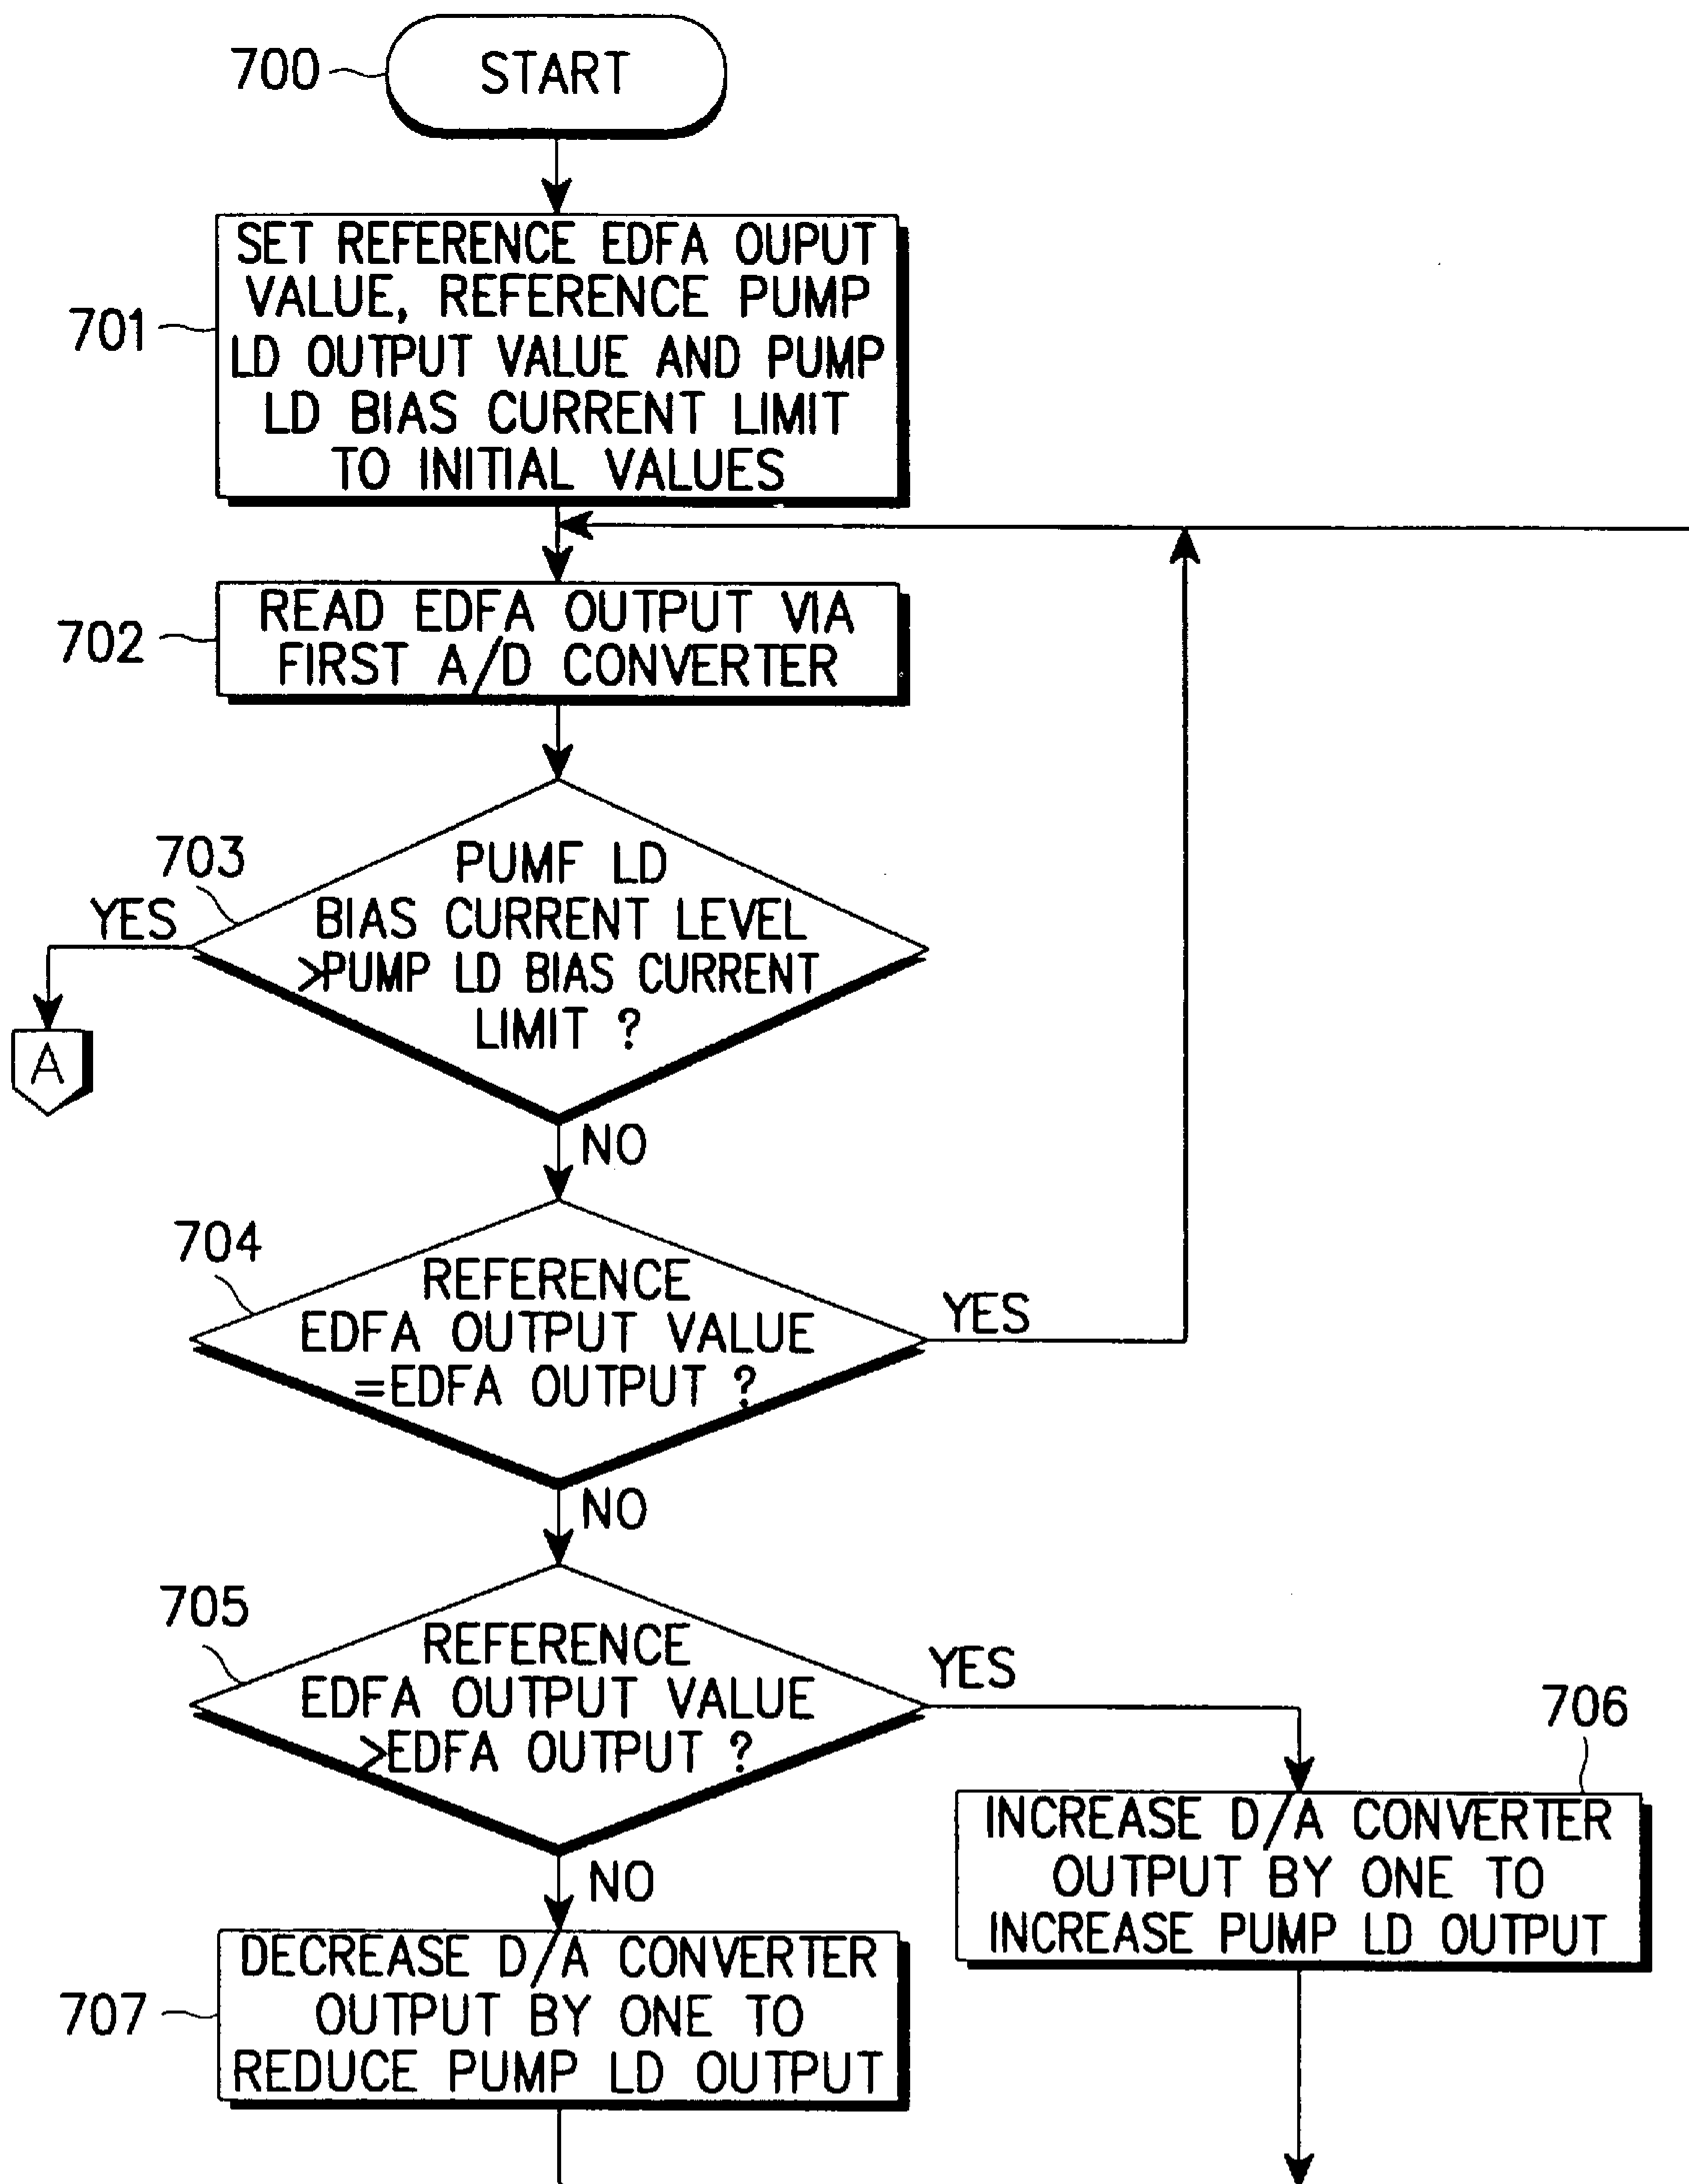 700
START
701
SET REFERENCE EDFA OUPUT
VALUE, REFERENCE PUMP
LD OUTPUT VALUE AND PUMP
LD BIAS CURRENT LIMIT
TO INITIAL VALUES
702
READ EDFA OUTPUT VIA
FIRST A/D CONVERTER
703
PUMF LD
BIAS CURRENT LEVEL
>PUMP LD BIAS CURRENT
LIMIT ?
YES
A
NO
704
REFERENCE
EDFA OUTPUT VALUE
=EDFA OUTPUT ?
YES
NO
705
REFERENCE
EDFA OUTPUT VALUE
>EDFA OUTPUT ?
YES
NO
706
INCREASE D/A CONVERTER
OUTPUT BY ONE TO
INCREASE PUMP LD OUTPUT
707
DECREASE D/A CONVERTER
OUTPUT BY ONE TO
REDUCE PUMP LD OUTPUT